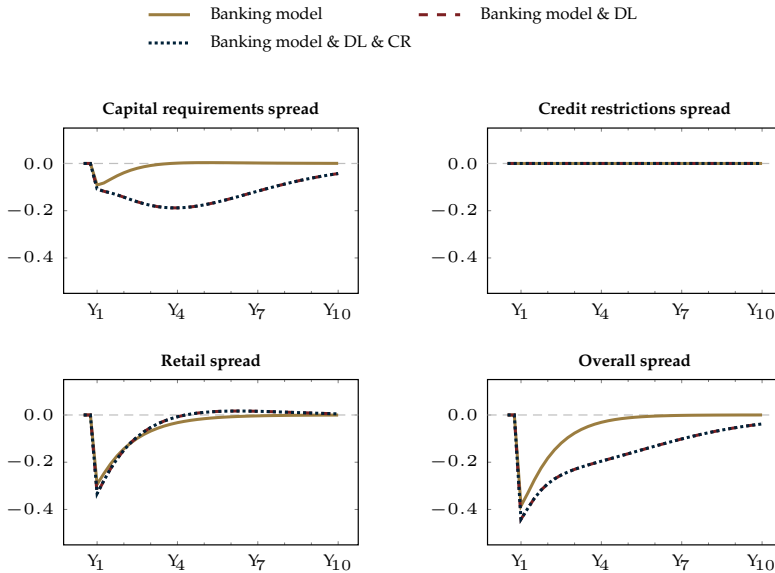 Banking model
Banking model & DL
Banking model & DL & CR
Capital requirements spread
0.0
−0.2
−0.4
Y1 Y4 Y7 Y10
Credit restrictions spread
0.0
−0.2
−0.4
Y1 Y4 Y7 Y10
Retail spread
0.0
−0.2
−0.4
Y1 Y4 Y7 Y10
Overall spread
0.0
−0.2
−0.4
Y1 Y4 Y7 Y10